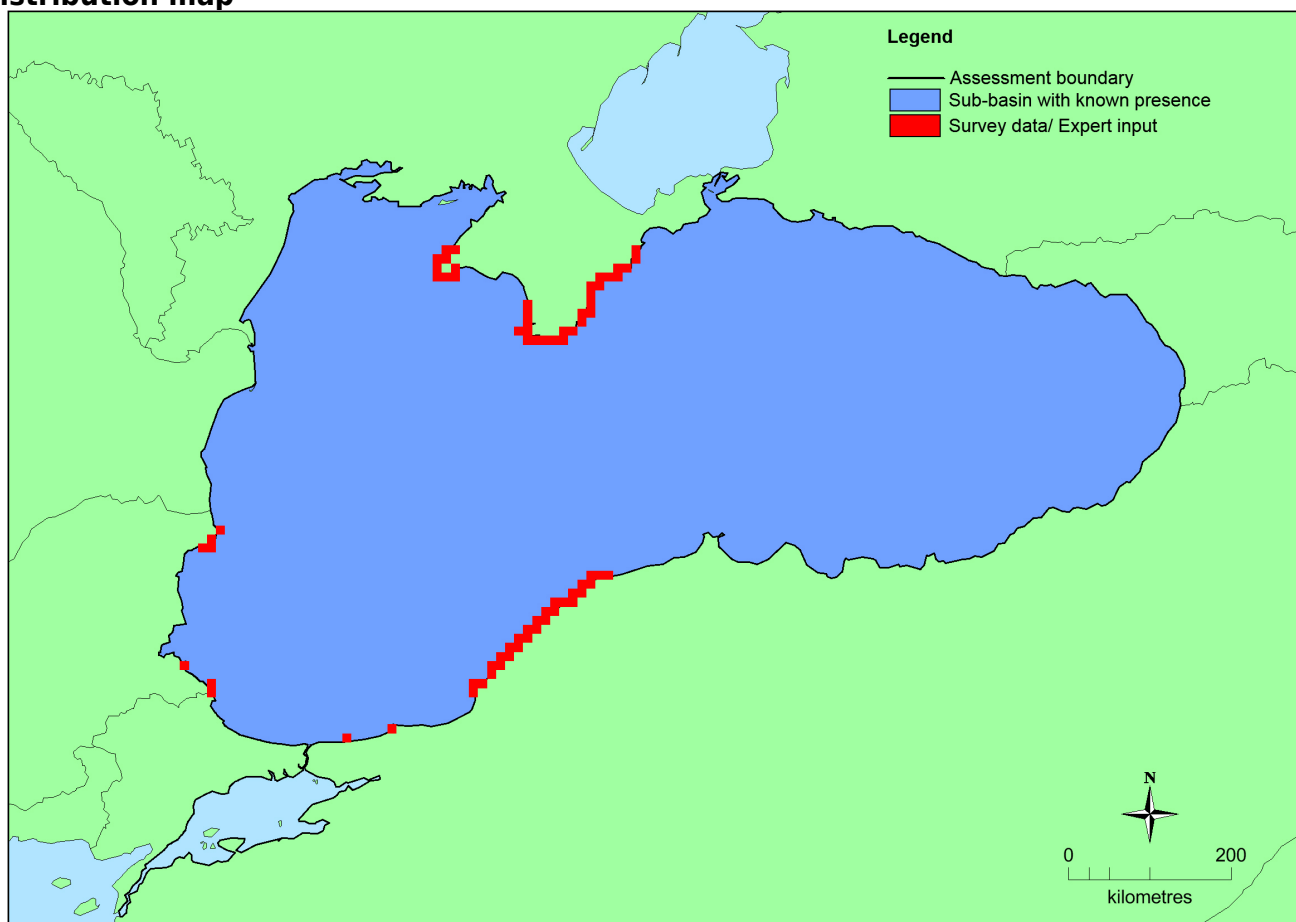 Legend
Assessment boundary
Sub-basin with known presence
Survey data/ Expert input
N
0 200
kilometres